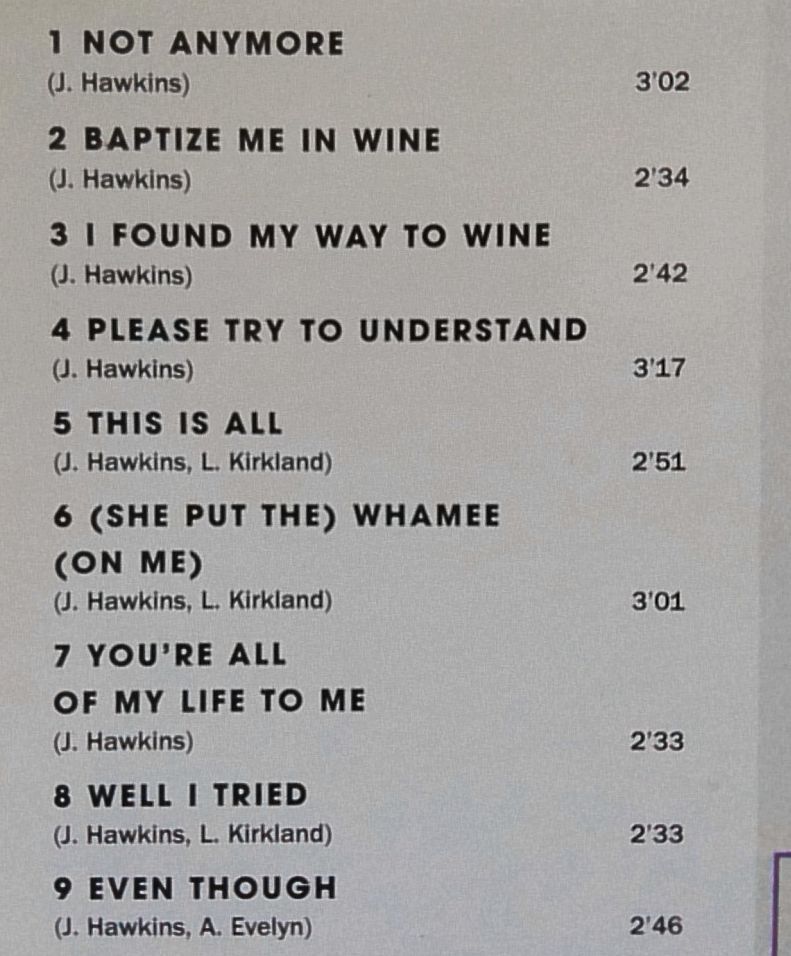 1 NOT ANYMORE
(J. Hawkins) 3'02
2 BAPTIZE ME IN WINE
(J. Hawkins) 2'34
3 I FOUND MY WAY TO WINE
(J. Hawkins) 2'42
4 PLEASE TRY TO UNDERSTAND
(J. Hawkins) 3'17
5 THIS IS ALL
(J. Hawkins, L. Kirkland) 2'51
6 (SHE PUT THE) WHAMEE
(ON ME)
(J. Hawkins, L. Kirkland) 3'01
7 YOU'RE ALL
OF MY LIFE TO ME
(J. Hawkins) 2'33
8 WELL I TRIED
(J. Hawkins, L. Kirkland) 2'33
9 EVEN THOUGH
(J. Hawkins, A. Evelyn) 2'46